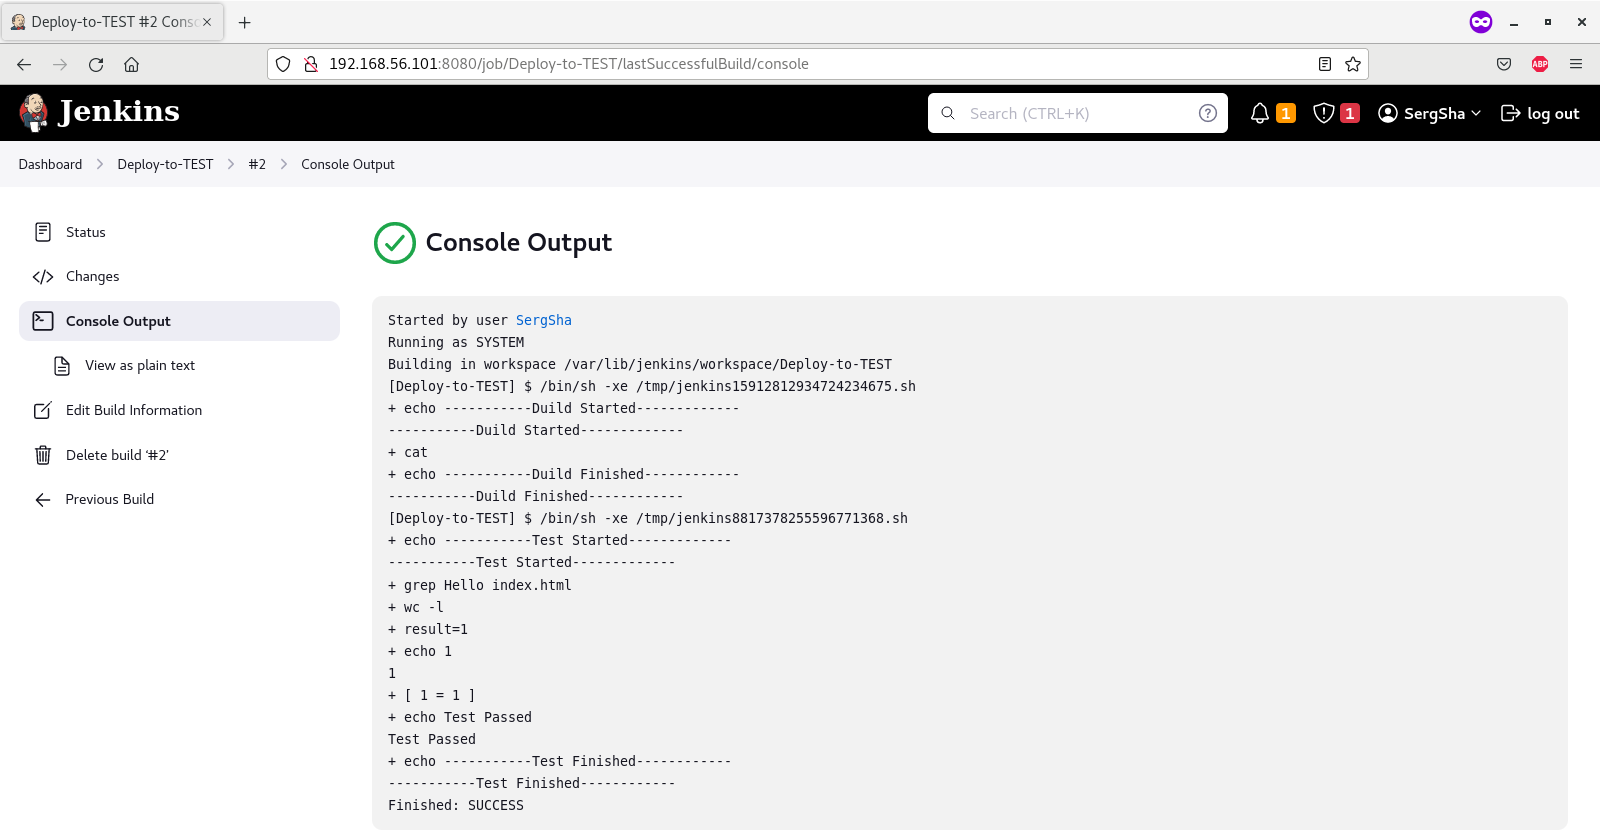 Deploy-to-TEST #2 Conso
192.168.56.101:8080/job/Deploy-to-TEST/lastSuccessfulBuild/console
ABP
Jenkins
Search (CTRL+K)
?
1
1
SergSha
log out
Dashboard
Deploy-to-TEST
#2
Console Output
Status
Changes
Console Output
View as plain text
Edit Build Information
Delete build ‘#2’
Previous Build
Console Output
Started by user SergSha
Running as SYSTEM
Building in workspace /var/lib/jenkins/workspace/Deploy-to-TEST
[Deploy-to-TEST] $ /bin/sh -xe /tmp/jenkins15912812934724234675.sh
+ echo -----------Duild Started-------------
-----------Duild Started-------------
+ cat
+ echo -----------Duild Finished------------
-----------Duild Finished------------
[Deploy-to-TEST] $ /bin/sh -xe /tmp/jenkins8817378255596771368.sh
+ echo -----------Test Started-------------
-----------Test Started-------------
+ grep Hello index.html
+ wc -l
+ result=1
+ echo 1
1
+ [ 1 = 1 ]
+ echo Test Passed
Test Passed
+ echo -----------Test Finished------------
-----------Test Finished------------
Finished: SUCCESS